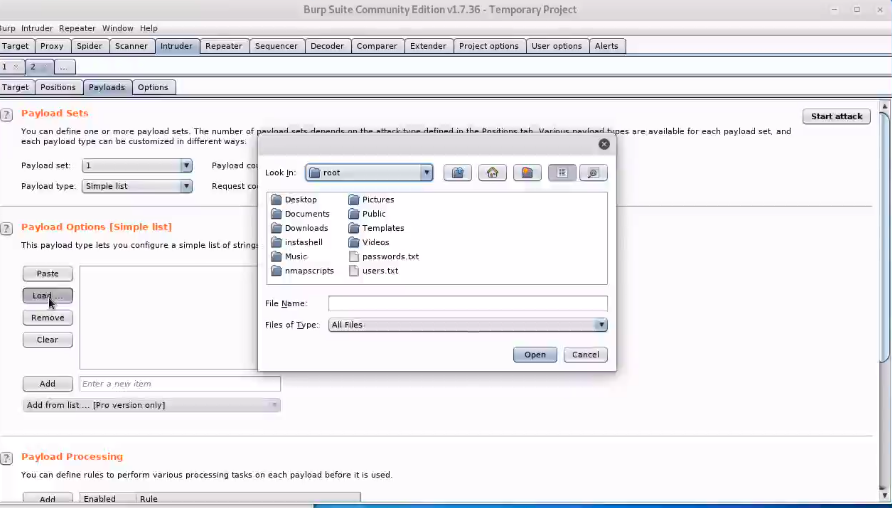 Burp Suite Community Edition v1.7.36 - Temporary Project
Burp Intruder Repeater Window Help
Target Proxy Spider Scanner Intruder Repeater Sequencer Decoder Comparer Extender Project options User options Alerts
1 × 2 × ...
Target Positions Payloads Options
? Payload Sets
Start attack
You can define one or more payload sets. The number of payload sets depends on the attack type defined in the Positions tab. Various payload types are available for each payload set, and
each payload type can be customized in different ways.
Payload set: 1 Payload co
Payload type: Simple list Request co
? Payload Options [Simple list]
This payload type lets you configure a simple list of strings
Paste
Load ...
Remove
Clear
Add Enter a new item
Add from list ... [Pro version only]
Look In: root
Desktop Pictures
Documents Public
Downloads Templates
instashell Videos
Music passwords.txt
nmapscripts users.txt
File Name:
Files of Type: All Files
Open Cancel
? Payload Processing
You can define rules to perform various processing tasks on each payload before it is used.
Add Enabled Rule